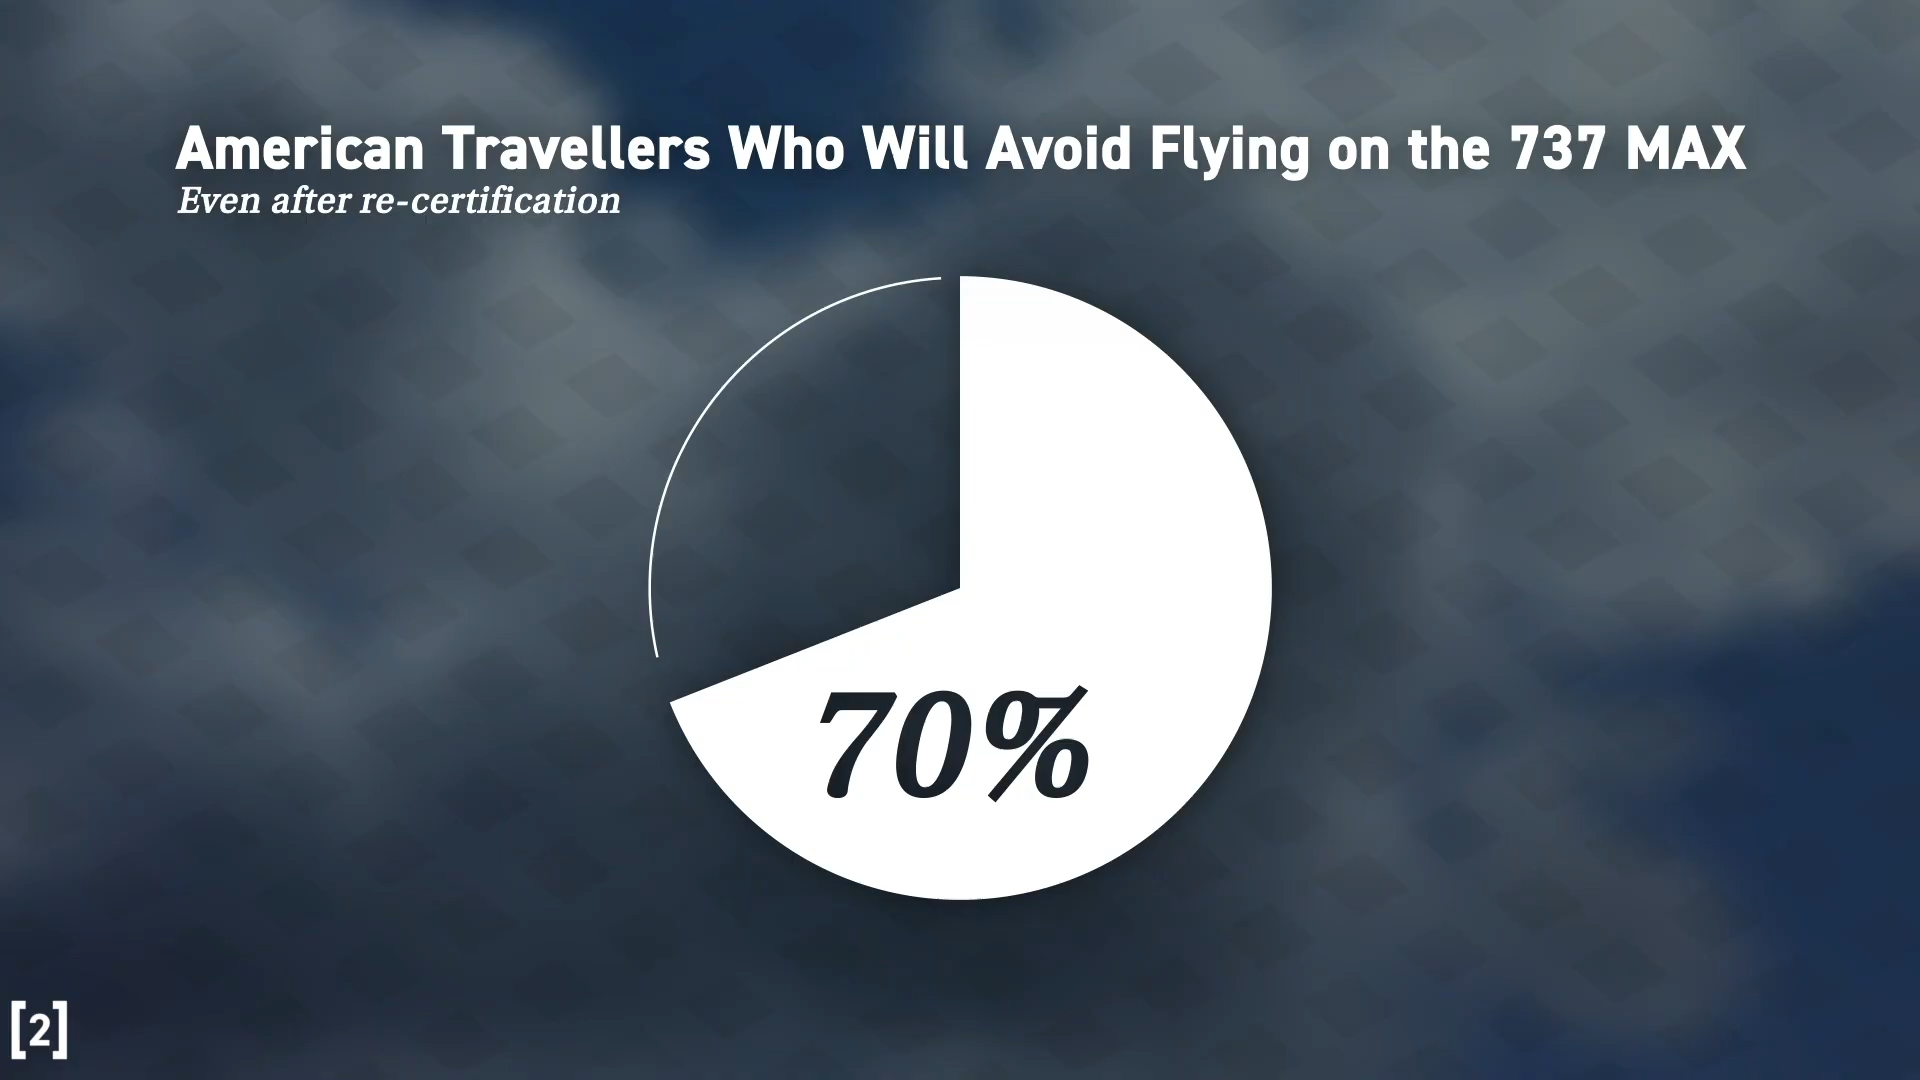 American Travellers Who Will Avoid Flying on the 737 MAX
Even after re-certification
70%
[2]